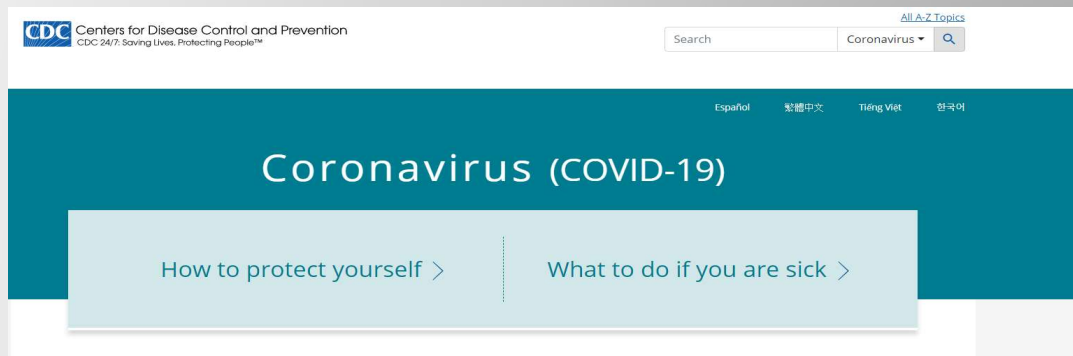 All A-Z Topics
CDC Centers for Disease Control and Prevention
CDC 24/7: Saving Lives. Protecting People™
Search Coronavirus
Español 繁體中文 Tiếng Việt 한국어
Coronavirus (COVID-19)
How to protect yourself What to do if you are sick